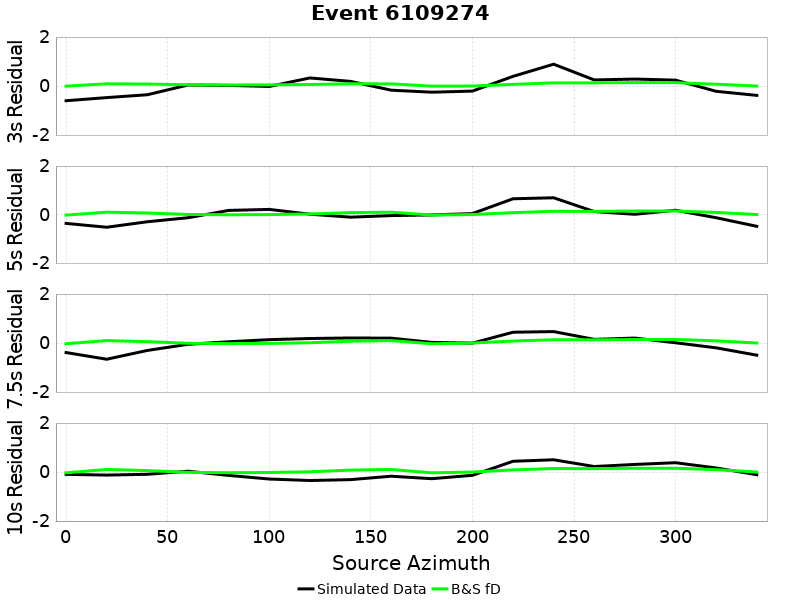 Event 6109274
3s Residual
2
0
-2
5s Residual
2
0
-2
7.5s Residual
2
0
-2
10s Residual
2
0
-2
0 50 100 150 200 250 300
Source Azimuth
Simulated Data B&S fD